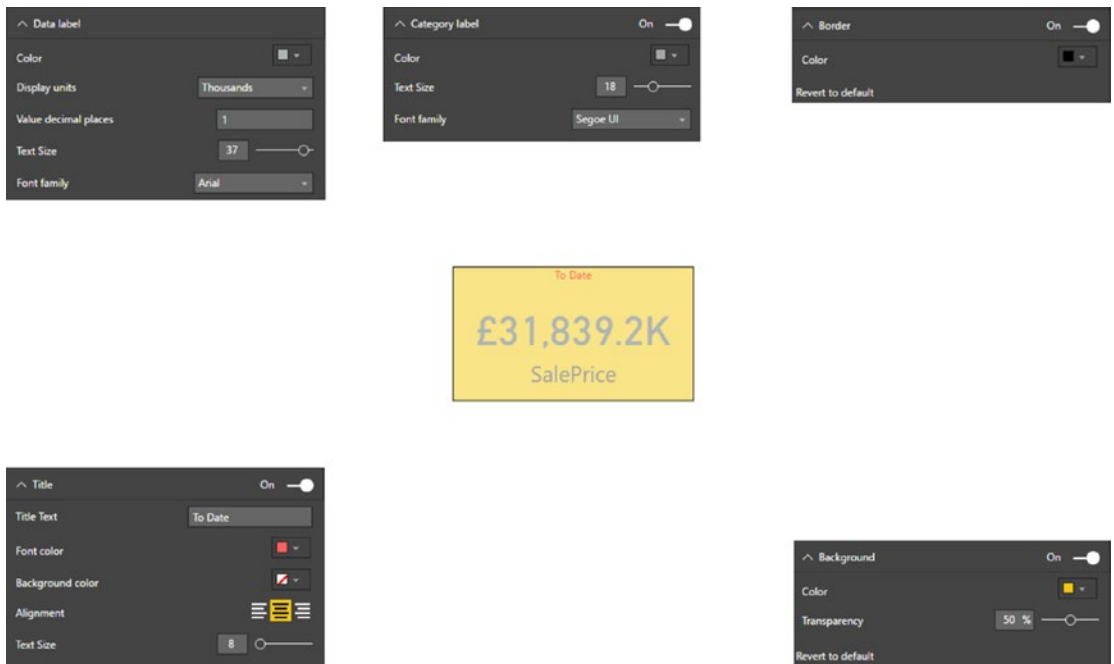 Data label
Color
Display units Thousands
Value decimal places 1
Text Size 37
Font family Arial
Category label On
Color
Text Size 18
Font family Segoe UI
Border On
Color
Revert to default
To Date
£31,839.2K
SalePrice
Title On
Title Text To Date
Font color
Background color
Alignment
Text Size 8
Background On
Color
Transparency 50 %
Revert to default